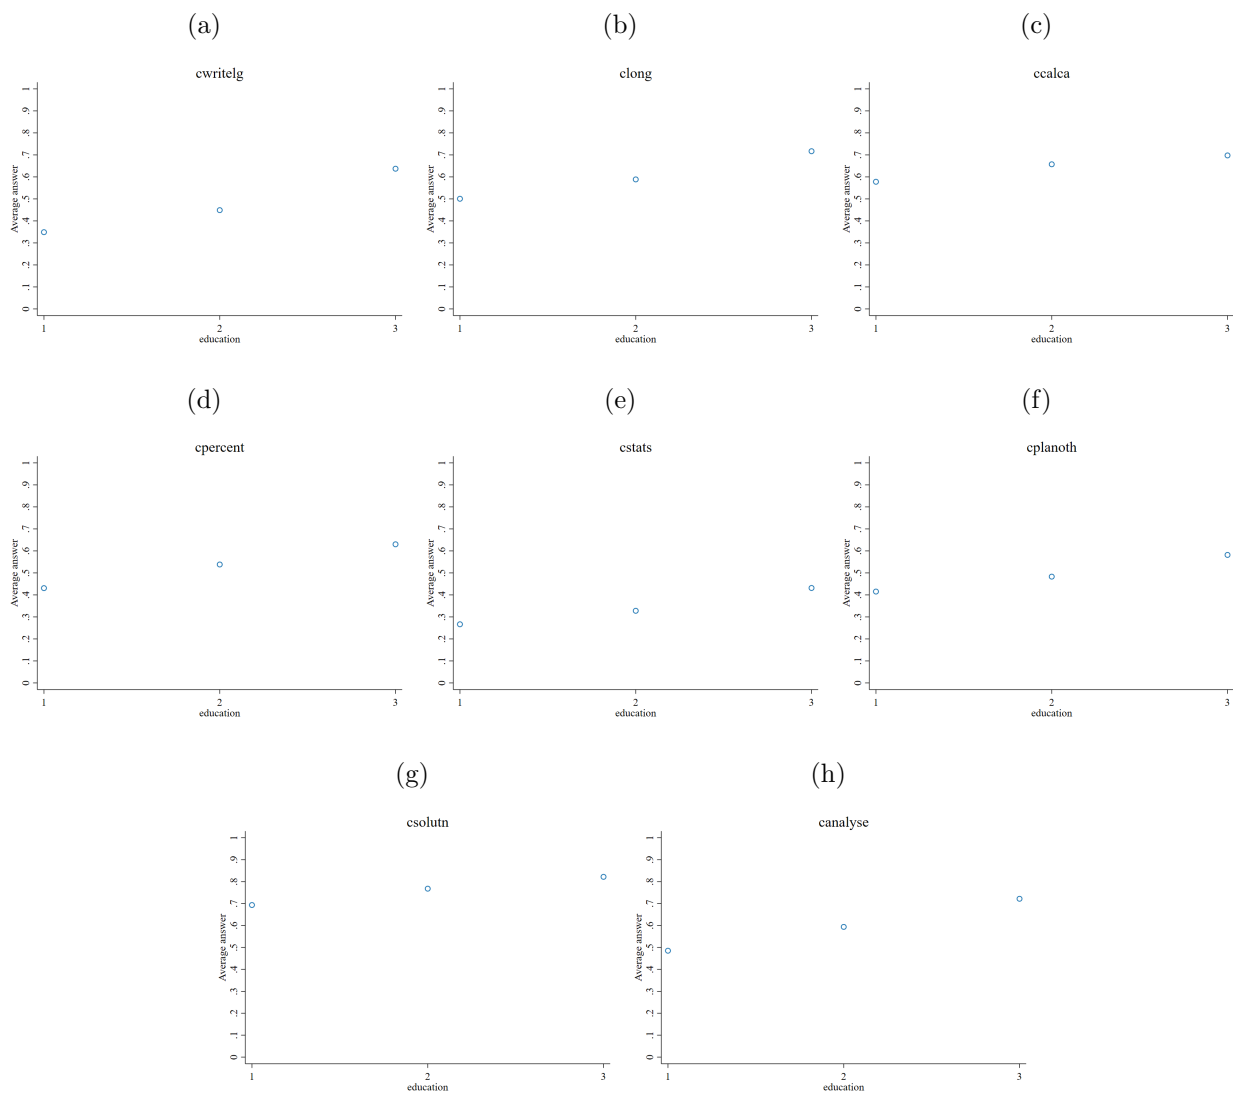 (a) (b) (c)
cwritelg clong ccalca
Average answer
0 .1 .2 .3 .4 .5 .6 .7 .8 .9 1
1 2 3
education
Average answer
0 .1 .2 .3 .4 .5 .6 .7 .8 .9 1
1 2 3
education
Average answer
0 .1 .2 .3 .4 .5 .6 .7 .8 .9 1
1 2 3
education
(d) (e) (f)
cpercent cstats cplanoth
Average answer
0 .1 .2 .3 .4 .5 .6 .7 .8 .9 1
1 2 3
education
Average answer
0 .1 .2 .3 .4 .5 .6 .7 .8 .9 1
1 2 3
education
Average answer
0 .1 .2 .3 .4 .5 .6 .7 .8 .9 1
1 2 3
education
(g) (h)
csolutn canalyse
Average answer
0 .1 .2 .3 .4 .5 .6 .7 .8 .9 1
1 2 3
education
Average answer
0 .1 .2 .3 .4 .5 .6 .7 .8 .9 1
1 2 3
education